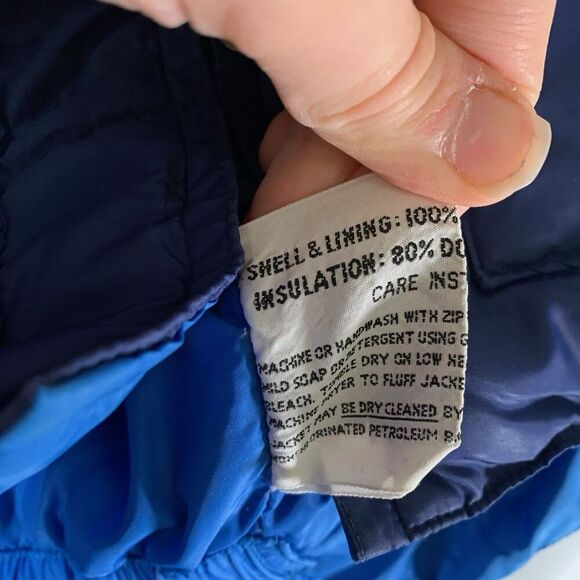 SHELL & LINING: 100%
INSULATION: 80% DO
CARE INST
MACHINE OR HANDWASH WITH ZIP
MILD SOAP OR DETERGENT USING
BLEACH. TUMBLE DRY ON LOW HE
MACHINE DRYER TO FLUFF JACKE
JACKET MAY BE DRY CLEANED BY
PETROLEUM